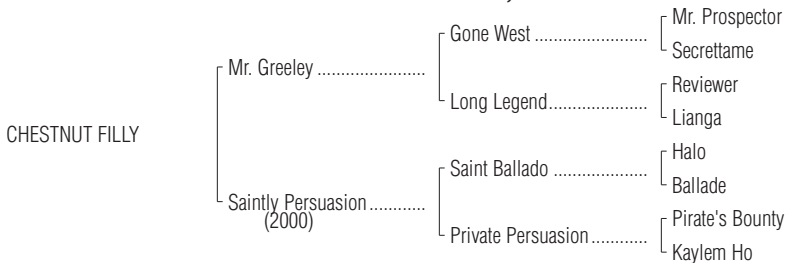 Mr. Prospector
Gone West ........................
Secrettame
Mr. Greeley .......................
Reviewer
Long Legend.....................
Lianga
CHESTNUT FILLY
Halo
Saint Ballado ....................
Ballade
Saintly Persuasion............
(2000)
Pirate's Bounty
Private Persuasion............
Kaylem Ho